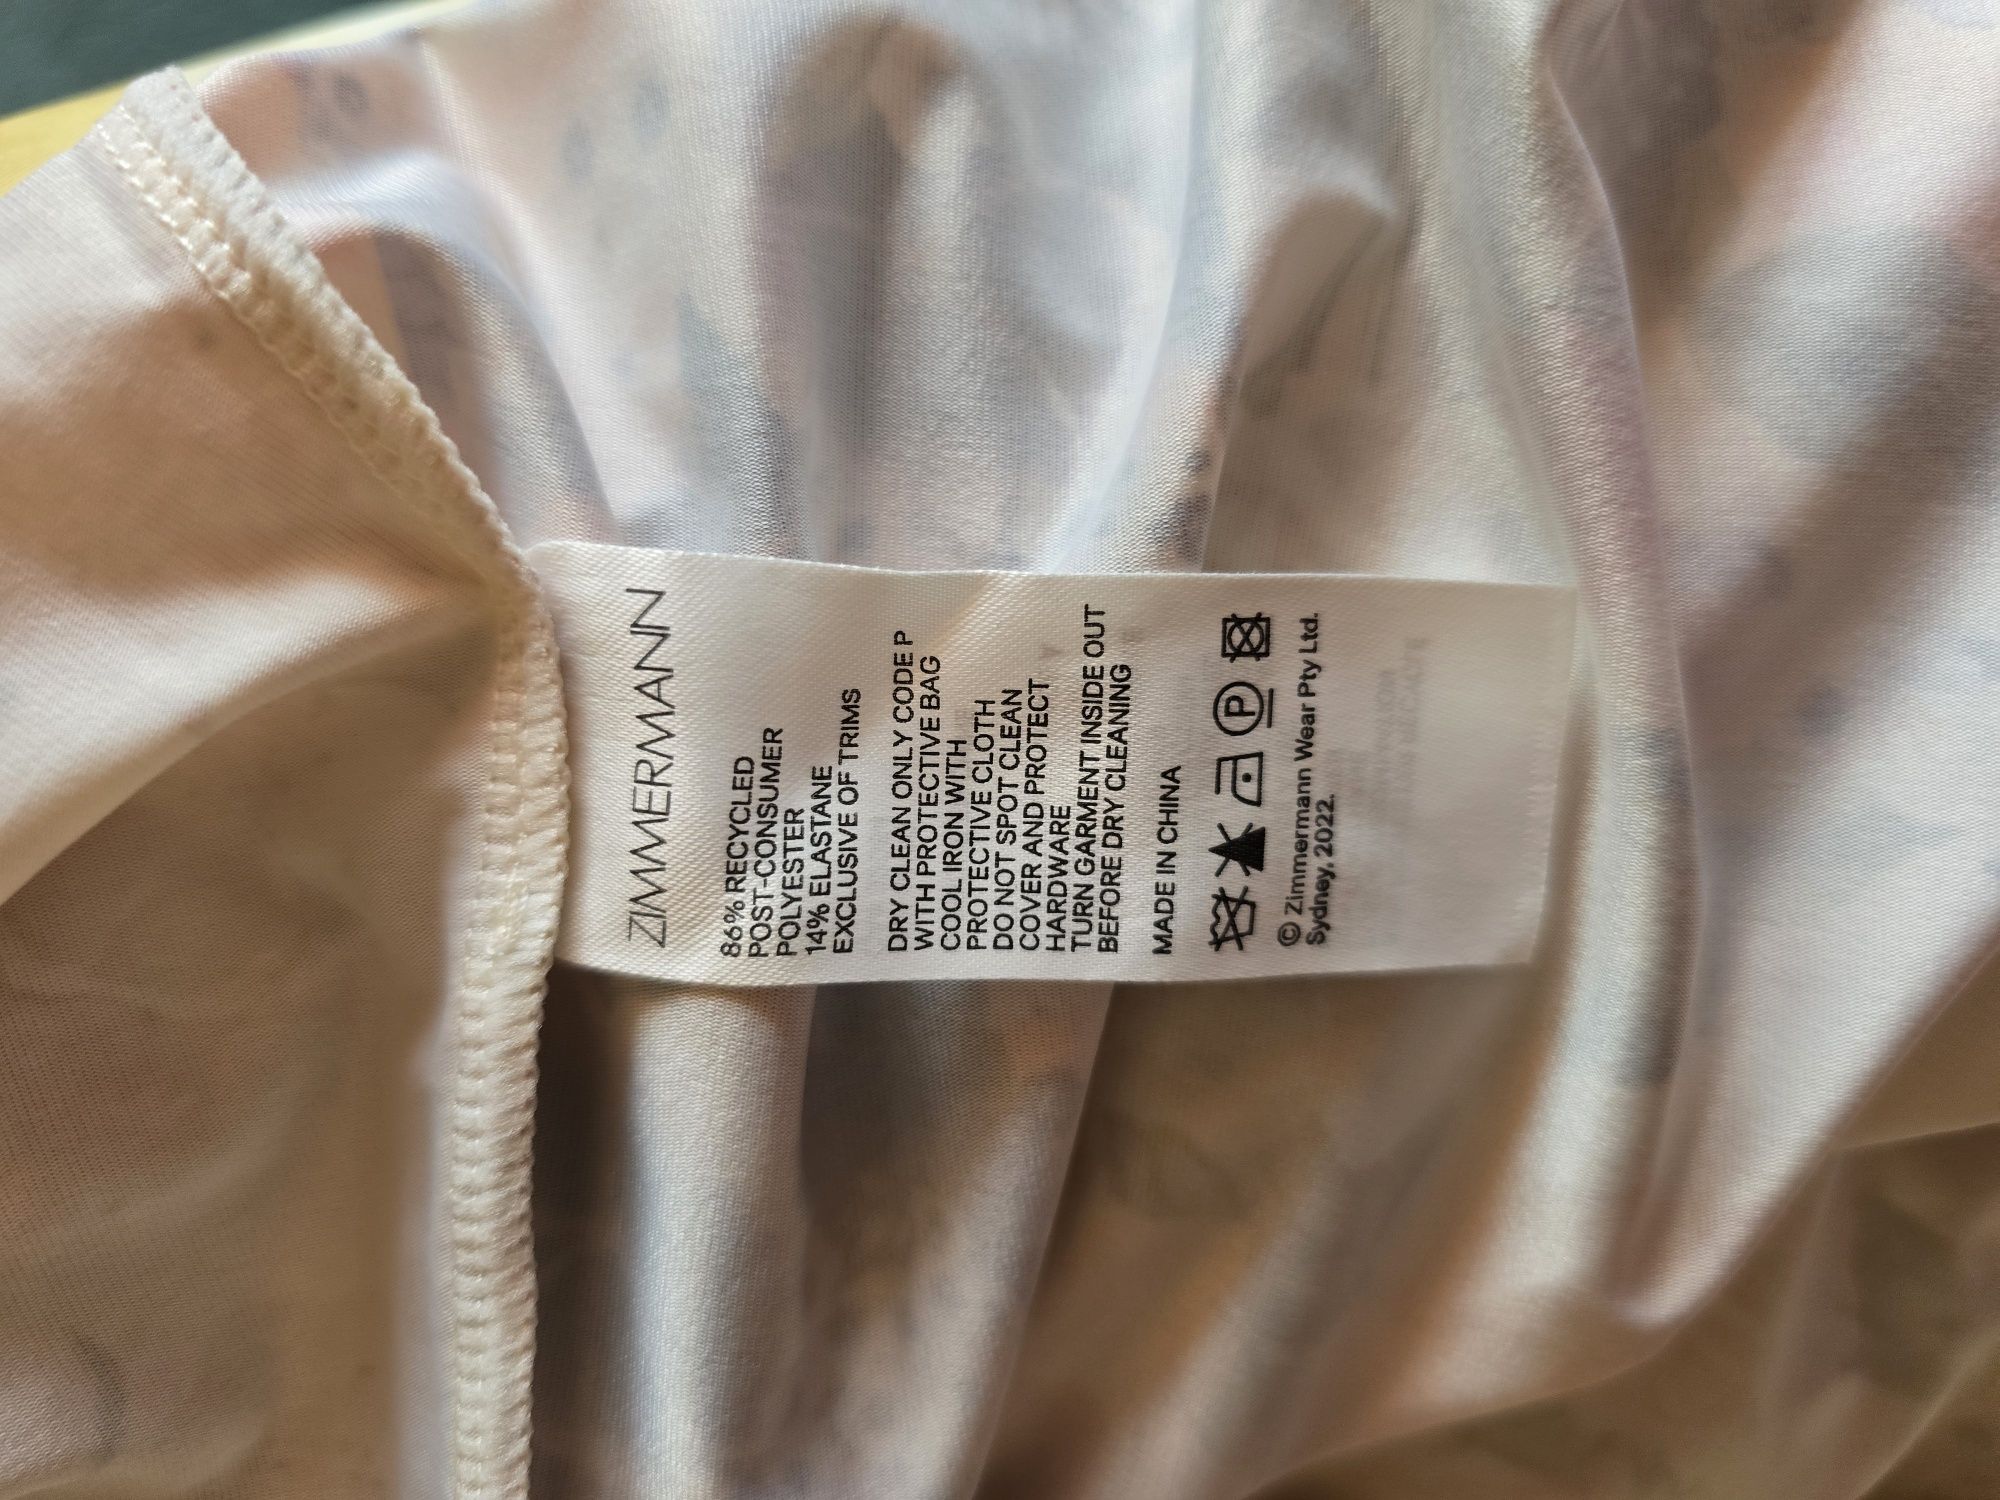 ZIMMERMANN
86% RECYCLED
POST-CONSUMER
POLYESTER
14% ELASTANE
EXCLUSIVE OF TRIMS
DRY CLEAN ONLY CODE P
WITH PROTECTIVE BAG
COOL IRON WITH
PROTECTIVE CLOTH
DO NOT SPOT CLEAN
COVER AND PROTECT
HARDWARE
TURN GARMENT INSIDE OUT
BEFORE DRY CLEANING
MADE IN CHINA
P
© Zimmermann Wear Pty Ltd.
Sydney, 2022.